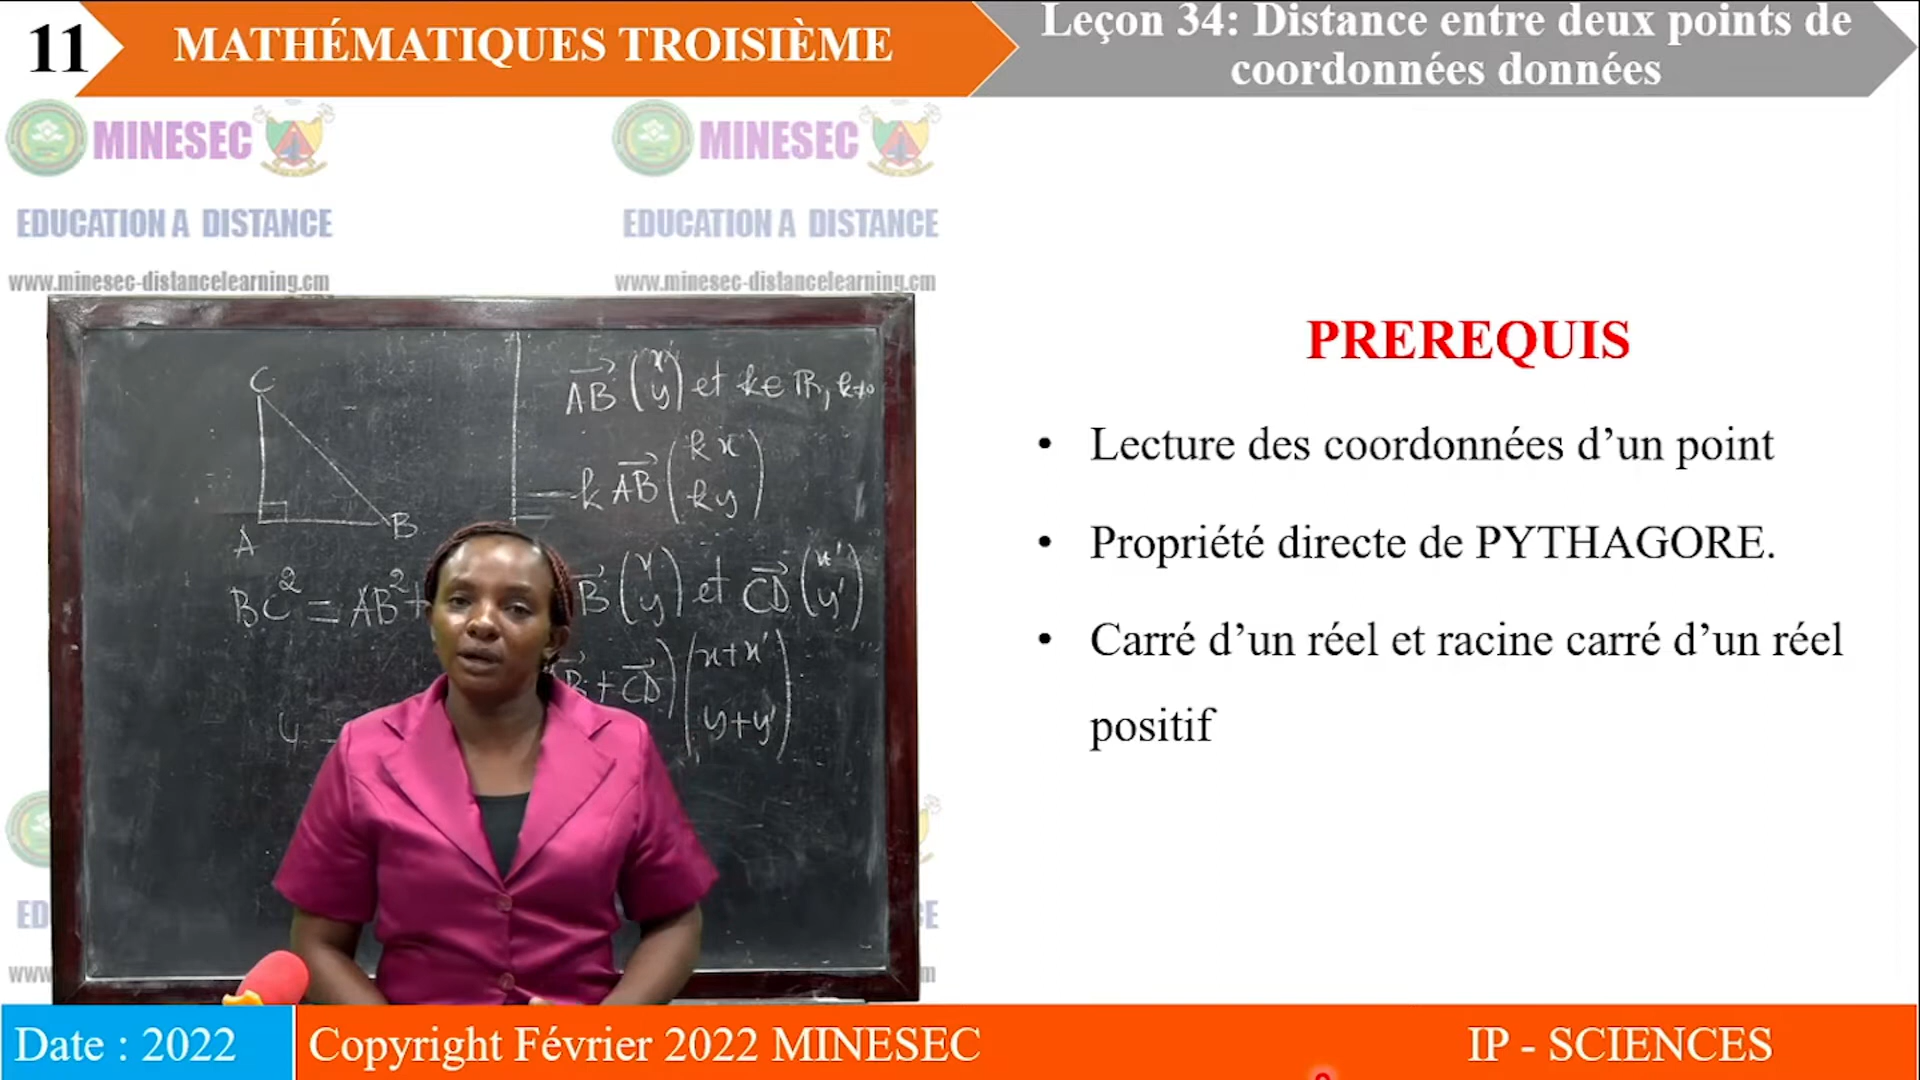 11
MATHÉMATIQUES TROISIÈME
Leçon 34: Distance entre deux points de
coordonnées données
MINESEC
MINESEC
EDUCATION A DISTANCE
EDUCATION A DISTANCE
www.minesec-distancelearning.cm
www.minesec-distancelearning.cm
C
A
B
BC² = AB² +
AB (x y) et k ∈ ℝ, k≠0
k AB (kx ky)
B (x y) et CD (x' y')
+ CD) (x+x' y+y')
PREREQUIS
• Lecture des coordonnées d’un point
• Propriété directe de PYTHAGORE.
• Carré d’un réel et racine carré d’un réel
positif
ED
www
Date : 2022
Copyright Février 2022 MINESEC
IP - SCIENCES